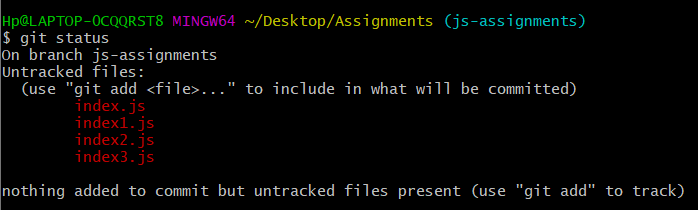 Hp@LAPTOP-OCQQRST8 MINGW64 ~/Desktop/Assignments (js-assignments)
$ git status
On branch js-assignments
Untracked files:
  (use "git add <file>..." to include in what will be committed)
        index.js
        index1.js
        index2.js
        index3.js

nothing added to commit but untracked files present (use "git add" to track)